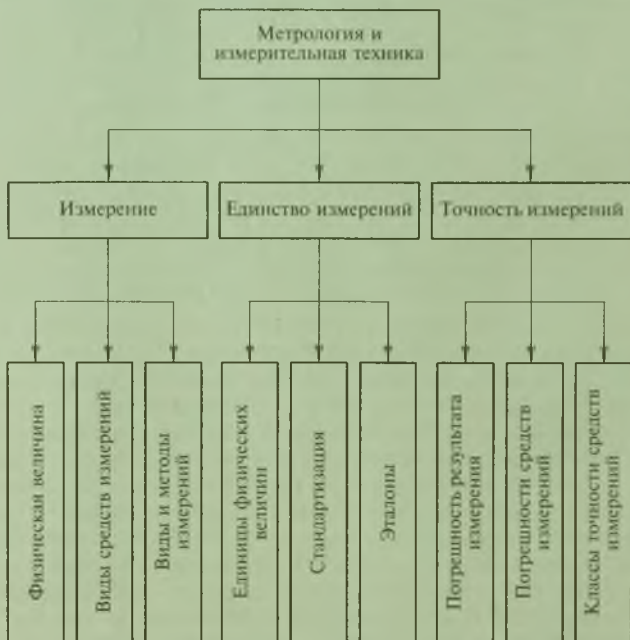 Метрология и
измерительная техника
Измерение
Единство измерений
Точность измерений
Физическая величина
Виды средств измерений
Виды и методы
измерений
Единицы физических
величин
Стандартизация
Эталоны
Погрешность результата
измерения
Погрешности средств
измерений
Классы точности средств
измерений